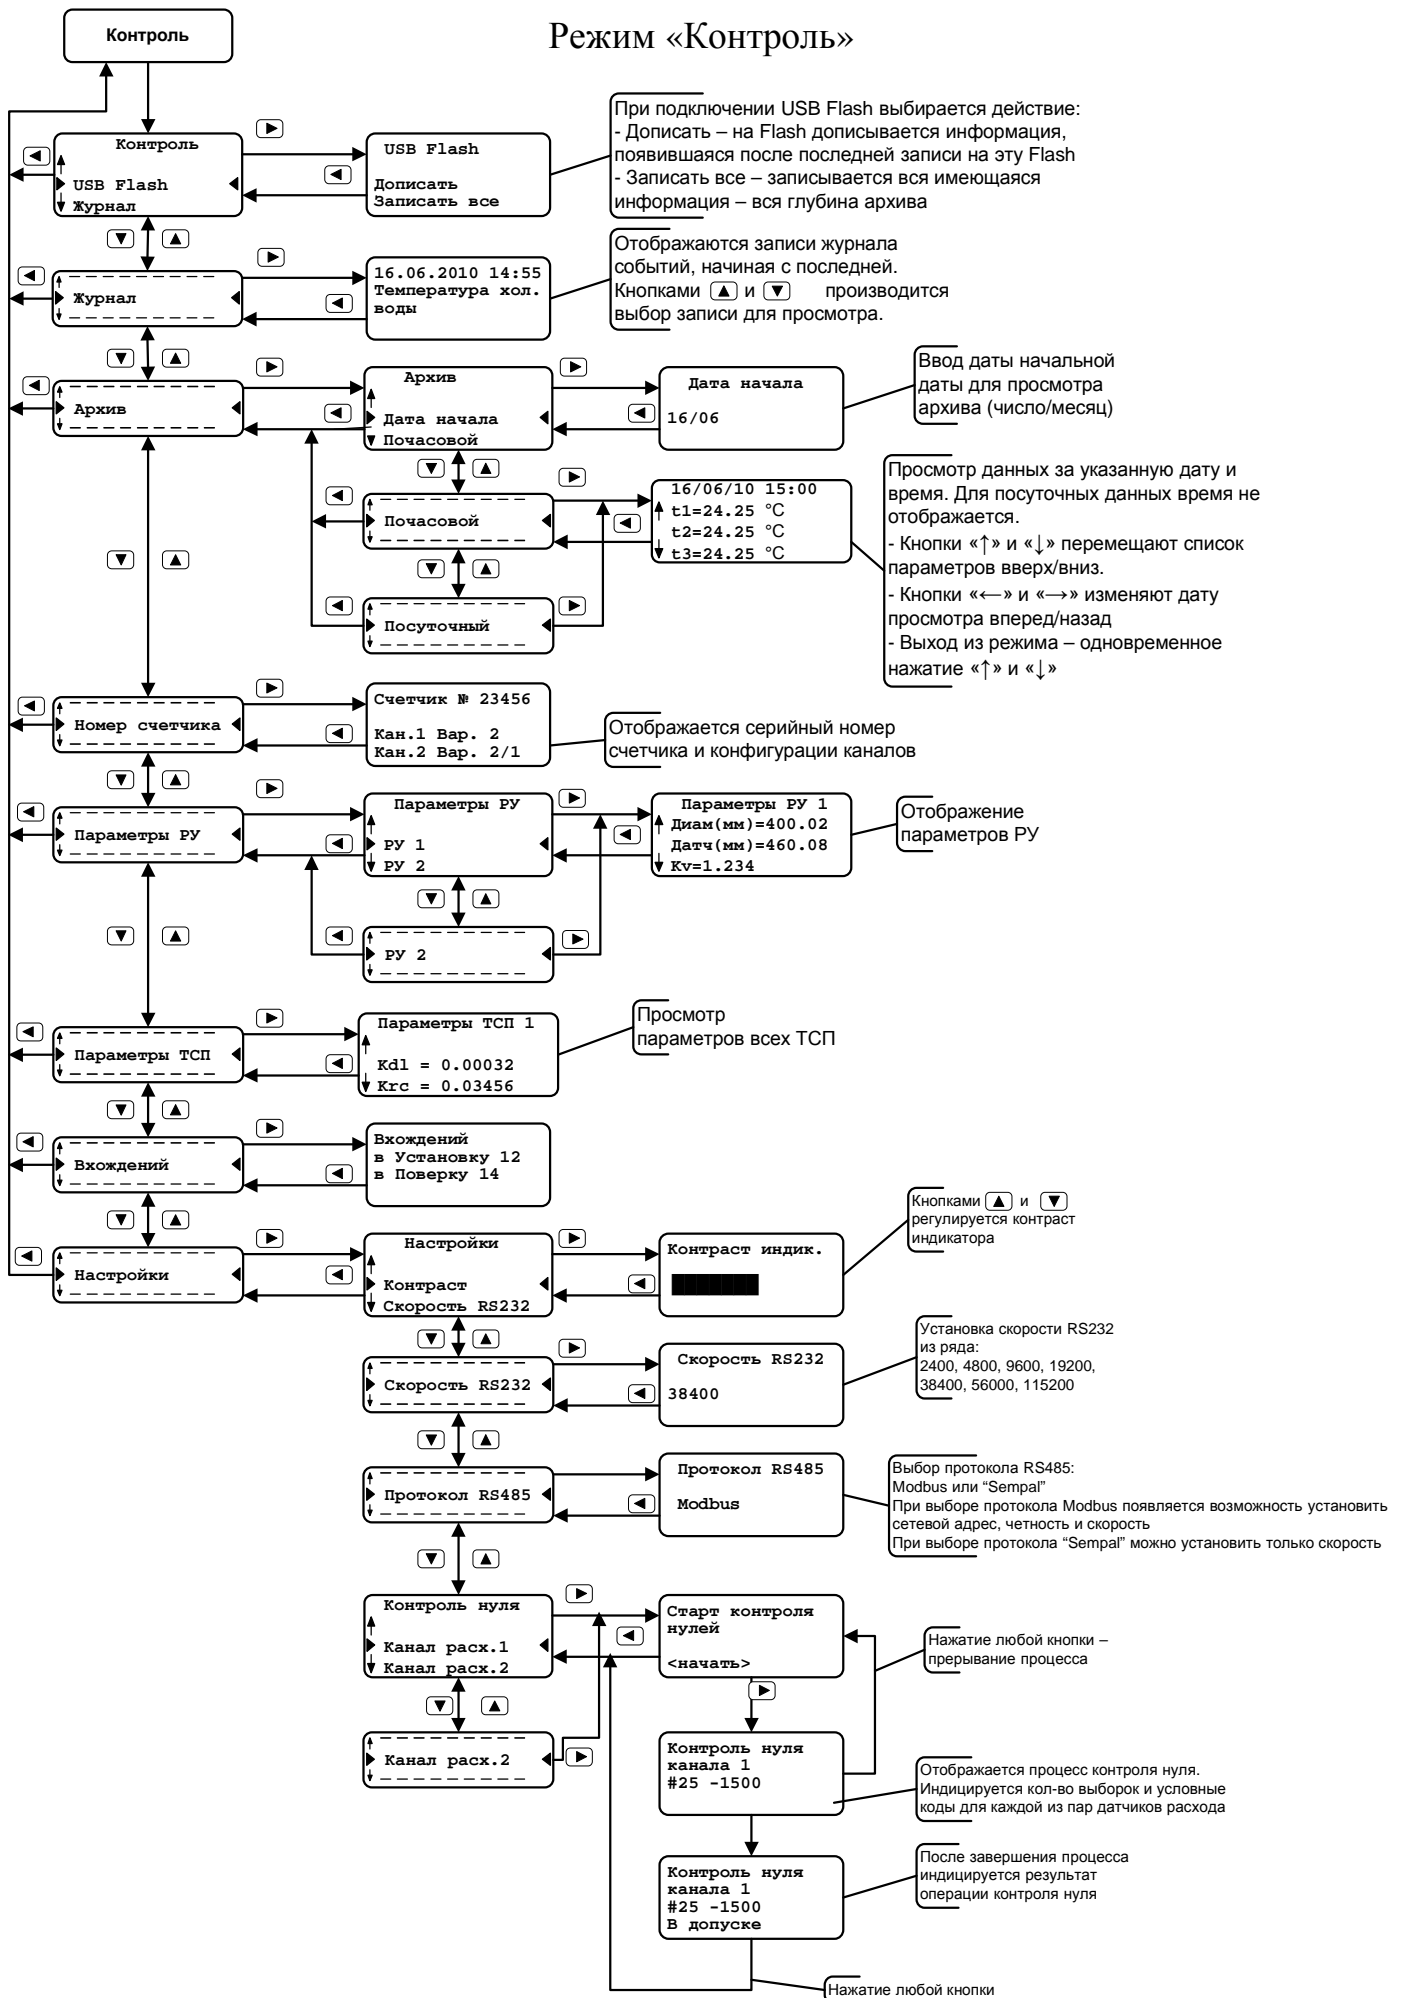 Режим «Контроль»
Контроль
Контроль
USB Flash
Журнал
USB Flash
Дописать
Записать все
При подключении USB Flash выбирается действие:
- Дописать – на Flash дописывается информация,
появившаяся после последней записи на эту Flash
- Записать все – записывается вся имеющаяся
информация – вся глубина архива
Журнал
16.06.2010 14:55
Температура хол.
воды
Отображаются записи журнала
событий, начиная с последней.
Кнопками ▲ и ▼ производится
выбор записи для просмотра.
Архив
Архив
Дата начала
Почасовой
Дата начала
16/06
Ввод даты начальной
даты для просмотра
архива (число/месяц)
Почасовой
16/06/10 15:00
t1=24.25 °C
t2=24.25 °C
t3=24.25 °C
Просмотр данных за указанную дату и
время. Для посуточных данных время не
отображается.
- Кнопки «↑» и «↓» перемещают список
параметров вверх/вниз.
- Кнопки «←» и «→» изменяют дату
просмотра вперед/назад
- Выход из режима – одновременное
нажатие «↑» и «↓»
Посуточный
Номер счетчика
Счетчик № 23456
Кан.1 Вар. 2
Кан.2 Вар. 2/1
Отображается серийный номер
счетчика и конфигурации каналов
Параметры РУ
Параметры РУ
РУ 1
РУ 2
Параметры РУ 1
Диам(мм)=400.02
Датч(мм)=460.08
Kv=1.234
Отображение
параметров РУ
РУ 2
Параметры ТСП
Параметры ТСП 1
Kdl = 0.00032
Krc = 0.03456
Просмотр
параметров всех ТСП
Вхождений
Вхождений
в Установку 12
в Поверку 14
Настройки
Настройки
Контраст
Скорость RS232
Контраст индик.
Кнопками ▲ и ▼
регулируется контраст
индикатора
Скорость RS232
Скорость RS232
38400
Установка скорости RS232
из ряда:
2400, 4800, 9600, 19200,
38400, 56000, 115200
Протокол RS485
Протокол RS485
Modbus
Выбор протокола RS485:
Modbus или “Sempal”
При выборе протокола Modbus появляется возможность установить
сетевой адрес, четность и скорость
При выборе протокола “Sempal” можно установить только скорость
Контроль нуля
Канал расх.1
Канал расх.2
Старт контроля
нулей
<начать>
Нажатие любой кнопки –
прерывание процесса
Канал расх.2
Контроль нуля
канала 1
#25 -1500
Отображается процесс контроля нуля.
Индицируется кол-во выборок и условные
коды для каждой из пар датчиков расхода
Контроль нуля
канала 1
#25 -1500
В допуске
После завершения процесса
индицируется результат
операции контроля нуля
Нажатие любой кнопки